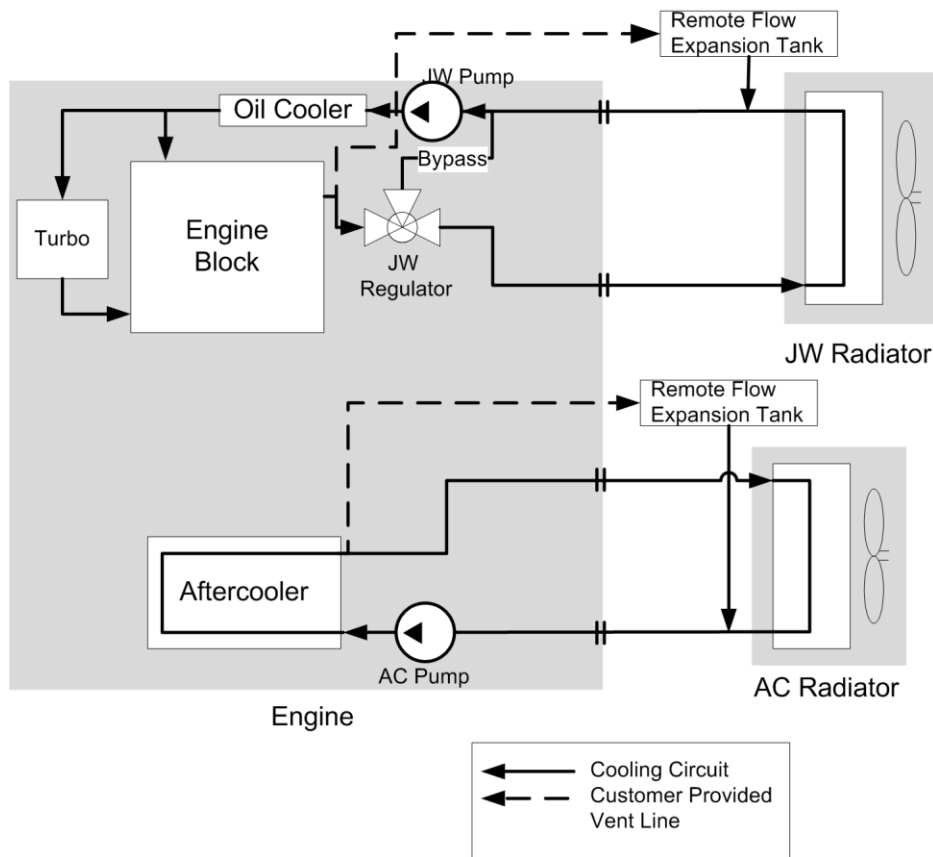 Remote Flow
Expansion Tank
JW Pump
Oil Cooler
Bypass
Turbo
Engine
Block
JW
Regulator
JW Radiator
Remote Flow
Expansion Tank
Aftercooler
AC Pump
AC Radiator
Engine
Cooling Circuit
Customer Provided
Vent Line